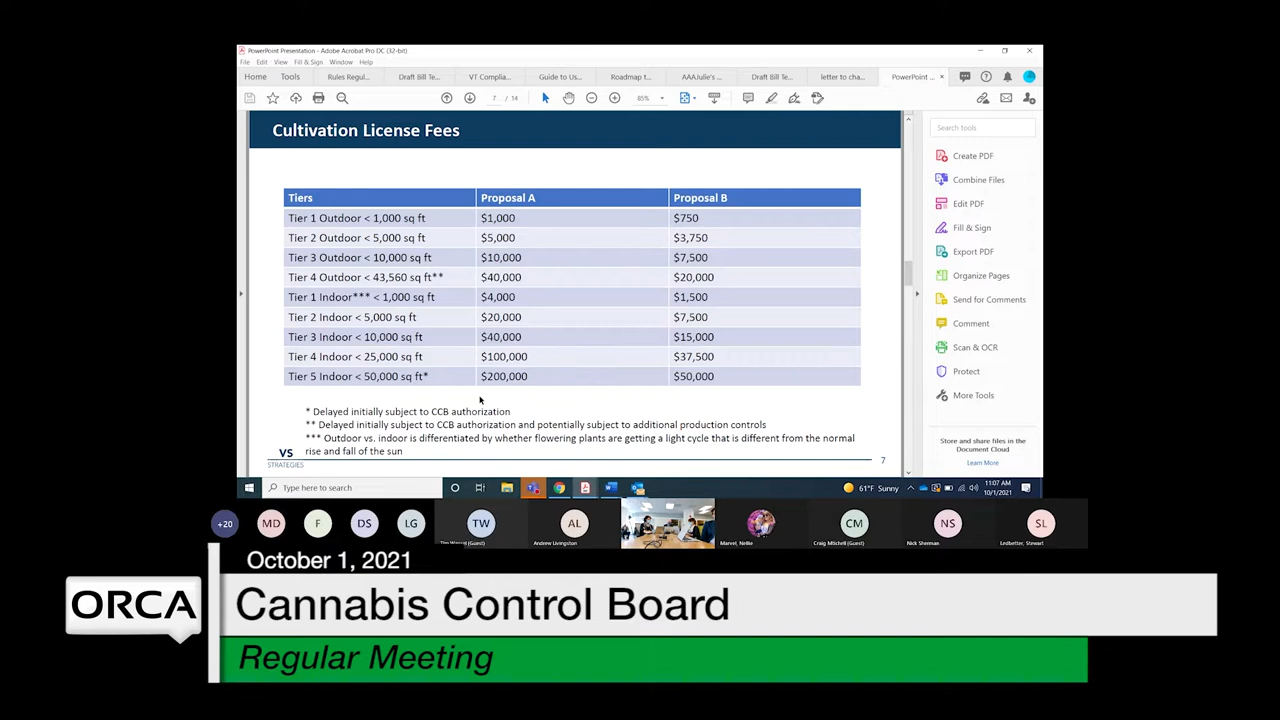 PowerPoint Presentation - Adobe Acrobat Pro DC (32-bit)
File Edit View Fill & Sign Window Help
Home Tools Rules Regul... Draft Bill Te... VT Complia... Guide to Us... Roadmap t... AAAJulie's ... Draft Bill Te... letter to cha... PowerPoint ... ×
7 / 14 85%
Cultivation License Fees
Tiers Proposal A Proposal B
Tier 1 Outdoor < 1,000 sq ft $1,000 $750
Tier 2 Outdoor < 5,000 sq ft $5,000 $3,750
Tier 3 Outdoor < 10,000 sq ft $10,000 $7,500
Tier 4 Outdoor < 43,560 sq ft** $40,000 $20,000
Tier 1 Indoor*** < 1,000 sq ft $4,000 $1,500
Tier 2 Indoor < 5,000 sq ft $20,000 $7,500
Tier 3 Indoor < 10,000 sq ft $40,000 $15,000
Tier 4 Indoor < 25,000 sq ft $100,000 $37,500
Tier 5 Indoor < 50,000 sq ft* $200,000 $50,000
* Delayed initially subject to CCB authorization
** Delayed initially subject to CCB authorization and potentially subject to additional production controls
*** Outdoor vs. indoor is differentiated by whether flowering plants are getting a light cycle that is different from the normal
rise and fall of the sun
VS
STRATEGIES
7
Search tools
Create PDF
Combine Files
Edit PDF
Fill & Sign
Export PDF
Organize Pages
Send for Comments
Comment
Scan & OCR
Protect
More Tools
Store and share files in the
Document Cloud
Learn More
Type here to search
61°F Sunny
11:07 AM
10/1/2021
+20 MD F DS LG TW AL CM NS SL
Tim Wessel (Guest) Andrew Livingston Marvel, Nellie Craig Mitchell (Guest) Nick Sherman Ledbetter, Stewart
October 1, 2021
ORCA
Cannabis Control Board
Regular Meeting